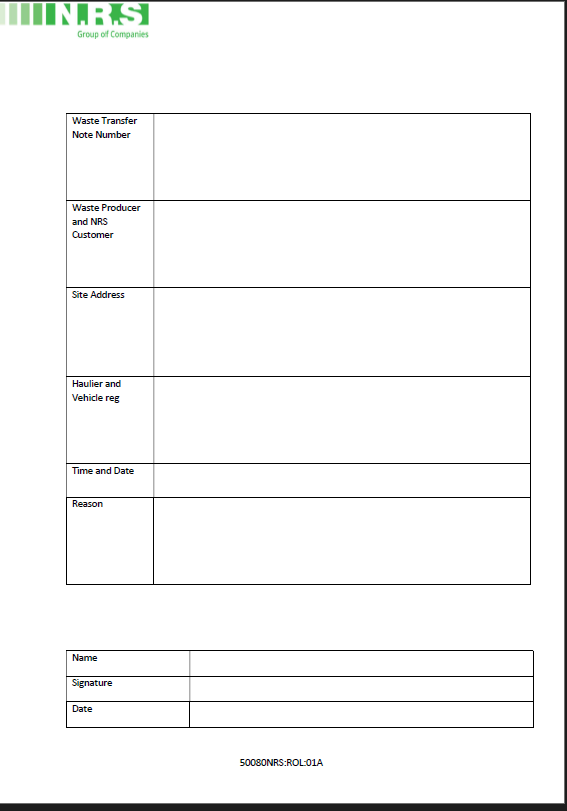 N.R.S
Group of Companies
Waste Transfer
Note Number
Waste Producer
and NRS
Customer
Site Address
Haulier and
Vehicle reg
Time and Date
Reason
Name
Signature
Date
50080NRS:ROL:01A